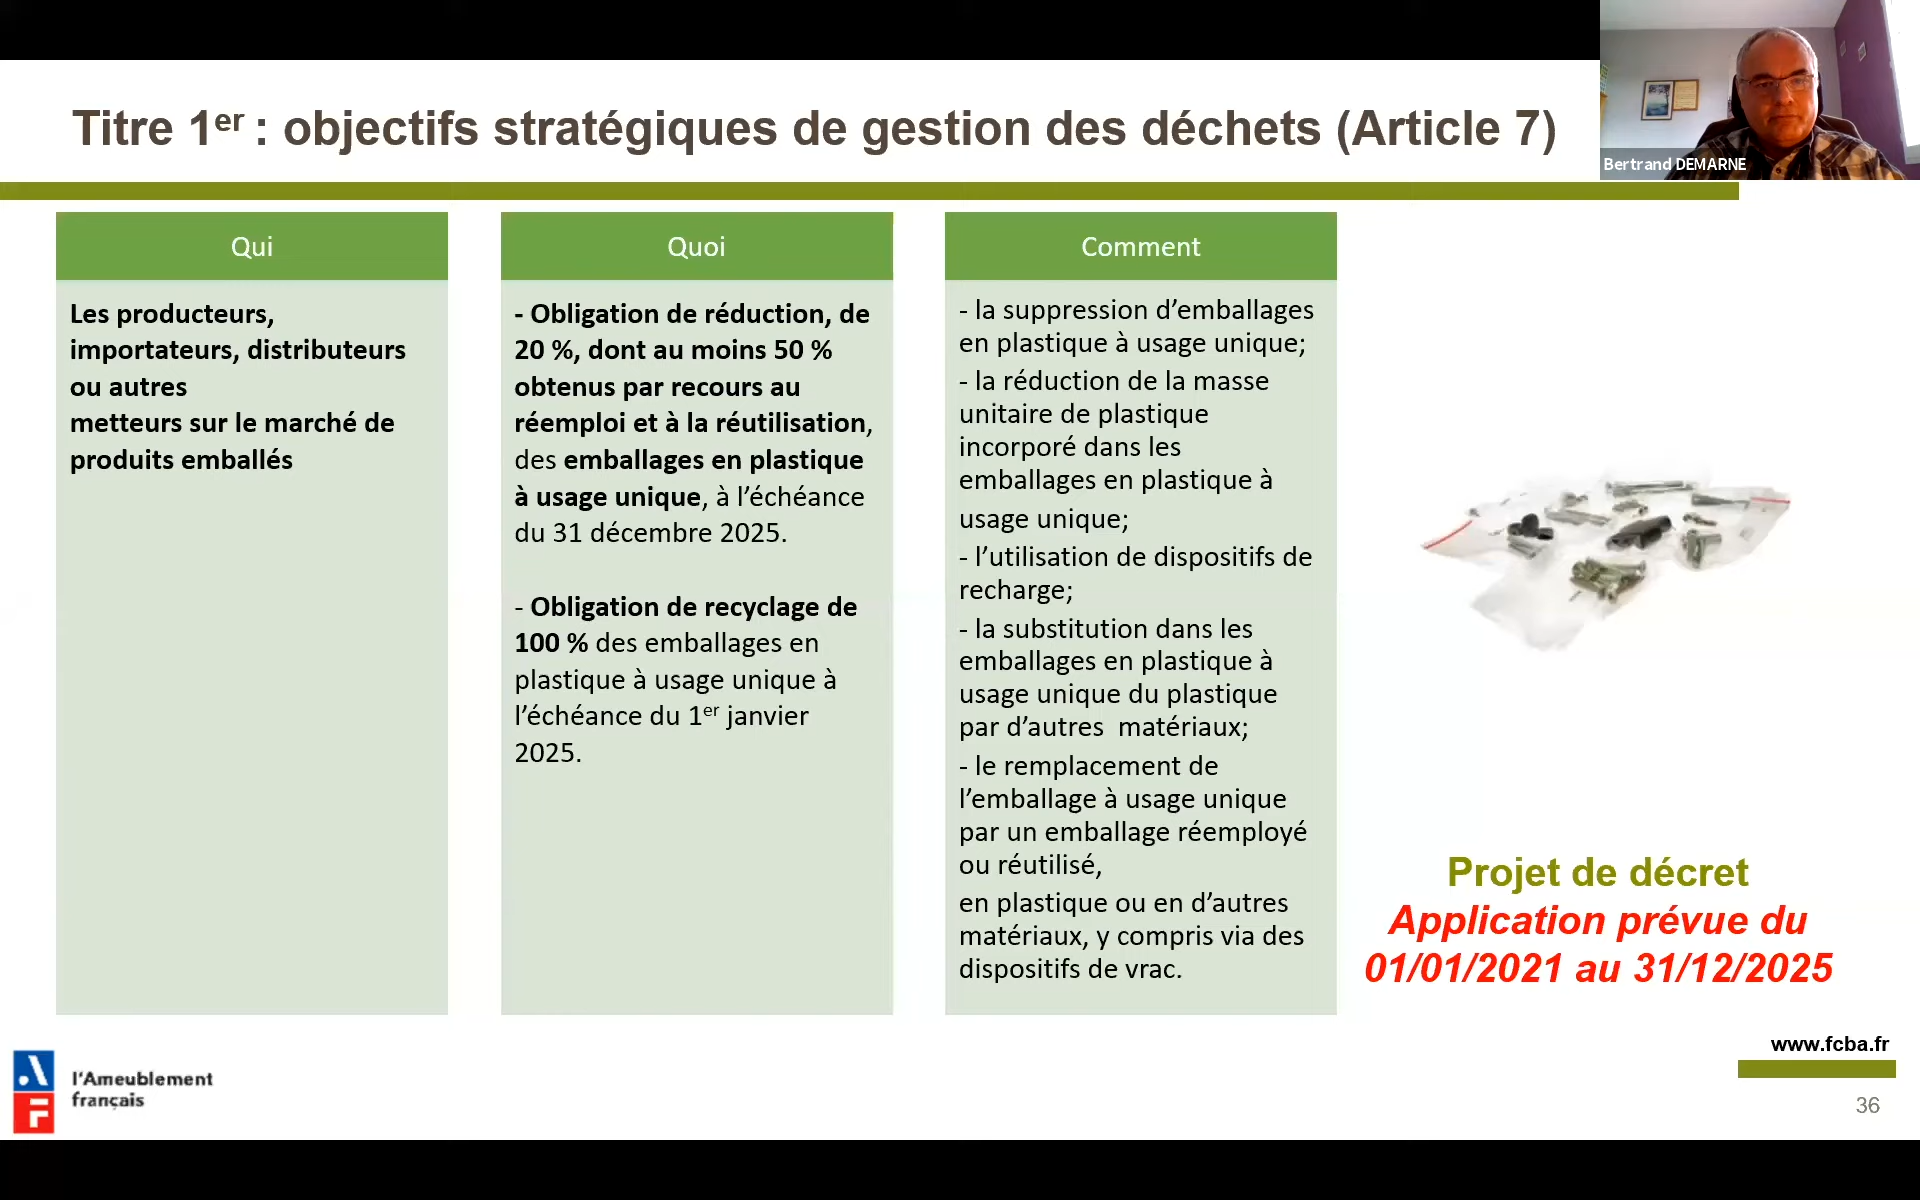 Titre 1er : objectifs stratégiques de gestion des déchets (Article 7)
Bertrand DEMARNE
Qui
Les producteurs,
importateurs, distributeurs
ou autres
metteurs sur le marché de
produits emballés
Quoi
- Obligation de réduction, de
20 %, dont au moins 50 %
obtenus par recours au
réemploi et à la réutilisation,
des emballages en plastique
à usage unique, à l’échéance
du 31 décembre 2025.
- Obligation de recyclage de
100 % des emballages en
plastique à usage unique à
l’échéance du 1er janvier
2025.
Comment
- la suppression d’emballages
en plastique à usage unique;
- la réduction de la masse
unitaire de plastique
incorporé dans les
emballages en plastique à
usage unique;
- l’utilisation de dispositifs de
recharge;
- la substitution dans les
emballages en plastique à
usage unique du plastique
par d’autres  matériaux;
- le remplacement de
l’emballage à usage unique
par un emballage réemployé
ou réutilisé,
en plastique ou en d’autres
matériaux, y compris via des
dispositifs de vrac.
Projet de décret
Application prévue du
01/01/2021 au 31/12/2025
www.fcba.fr
AF
l’Ameublement
français
36